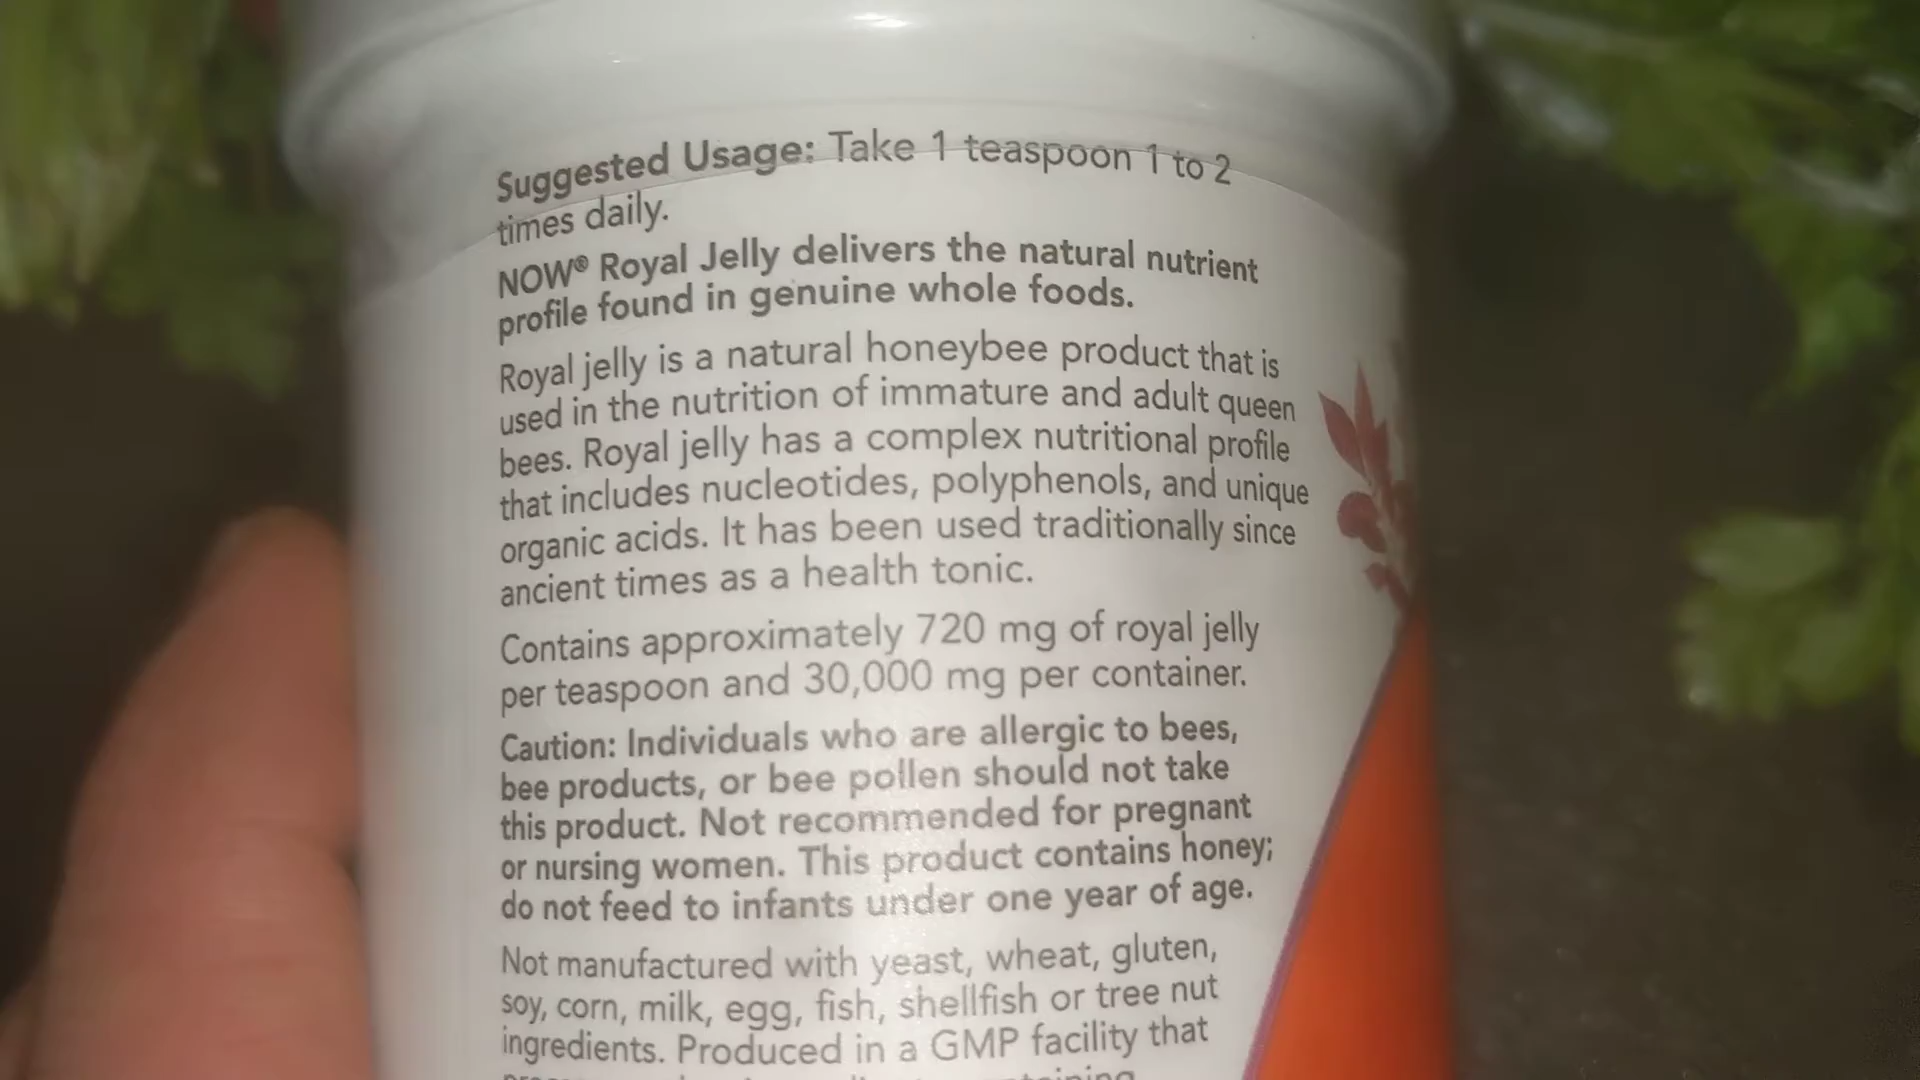 Suggested Usage: Take 1 teaspoon 1 to 2
times daily.
NOW® Royal Jelly delivers the natural nutrient
profile found in genuine whole foods.
Royal jelly is a natural honeybee product that is
used in the nutrition of immature and adult queen
bees. Royal jelly has a complex nutritional profile
that includes nucleotides, polyphenols, and unique
organic acids. It has been used traditionally since
ancient times as a health tonic.
Contains approximately 720 mg of royal jelly
per teaspoon and 30,000 mg per container.
Caution: Individuals who are allergic to bees,
bee products, or bee pollen should not take
this product. Not recommended for pregnant
or nursing women. This product contains honey;
do not feed to infants under one year of age.
Not manufactured with yeast, wheat, gluten,
soy, corn, milk, egg, fish, shellfish or tree nut
ingredients. Produced in a GMP facility that